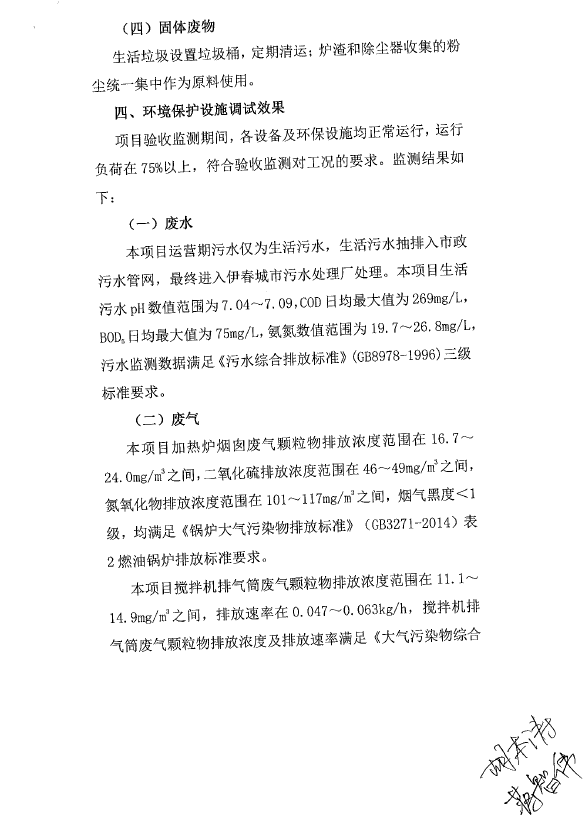 （四）固体废物
生活垃圾设置垃圾桶，定期清运；炉渣和除尘器收集的粉
尘统一集中作为原料使用。
四、环境保护设施调试效果
项目验收监测期间，各设备及环保设施均正常运行，运行
负荷在 75%以上，符合验收监测对工况的要求。监测结果如
下：
（一）废水
本项目运营期污水仅为生活污水，生活污水抽排入市政
污水管网，最终进入伊春城市污水处理厂处理。本项目生活
污水 pH 数值范围为 7.04～7.09,COD 日均最大值为 269mg/L,
BOD₅日均最大值为 75mg/L，氨氮数值范围为 19.7～26.8mg/L,
污水监测数据满足《污水综合排放标准》(GB8978-1996)三级
标准要求。
（二）废气
本项目加热炉烟囱废气颗粒物排放浓度范围在 16.7～
24.0mg/m³之间，二氧化硫排放浓度范围在 46～49mg/m³之间，
氮氧化物排放浓度范围在 101～117mg/m³之间，烟气黑度＜1
级，均满足《锅炉大气污染物排放标准》（GB3271-2014）表
2 燃油锅炉排放标准要求。
本项目搅拌机排气筒废气颗粒物排放浓度范围在 11.1～
14.9mg/m³之间，排放速率在 0.047～0.063kg/h，搅拌机排
气筒废气颗粒物排放浓度及排放速率满足《大气污染物综合